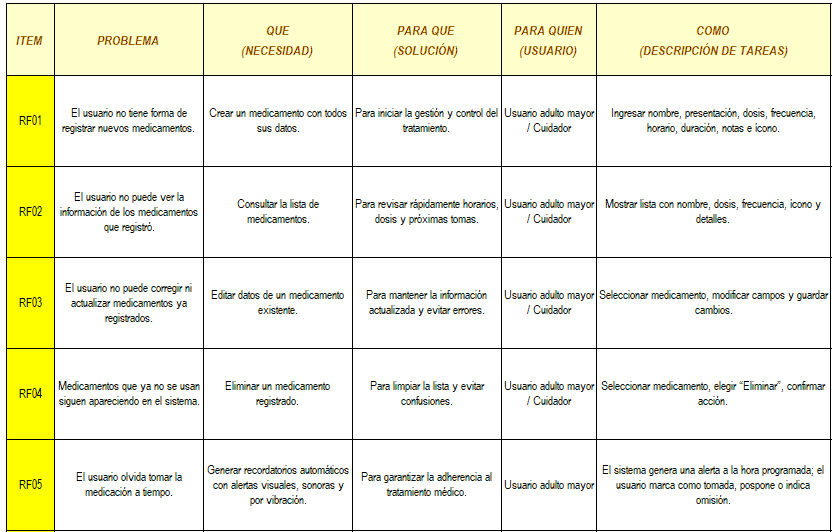 ITEM
PROBLEMA
QUE
(NECESIDAD)
PARA QUE
(SOLUCIÓN)
PARA QUIEN
(USUARIO)
COMO
(DESCRIPCIÓN DE TAREAS)
RF01
El usuario no tiene forma de
registrar nuevos medicamentos.
Crear un medicamento con todos
sus datos.
Para iniciar la gestión y control del
tratamiento.
Usuario adulto mayor
/ Cuidador
Ingresar nombre, presentación, dosis, frecuencia,
horario, duración, notas e ícono.
RF02
El usuario no puede ver la
información de los medicamentos
que registró.
Consultar la lista de
medicamentos.
Para revisar rápidamente horarios,
dosis y próximas tomas.
Usuario adulto mayor
/ Cuidador
Mostrar lista con nombre, dosis, frecuencia, ícono y
detalles.
RF03
El usuario no puede corregir ni
actualizar medicamentos ya
registrados.
Editar datos de un medicamento
existente.
Para mantener la información
actualizada y evitar errores.
Usuario adulto mayor
/ Cuidador
Seleccionar medicamento, modificar campos y guardar
cambios.
RF04
Medicamentos que ya no se usan
siguen apareciendo en el sistema.
Eliminar un medicamento
registrado.
Para limpiar la lista y evitar
confusiones.
Usuario adulto mayor
/ Cuidador
Seleccionar medicamento, elegir “Eliminar”, confirmar
acción.
RF05
El usuario olvida tomar la
medicación a tiempo.
Generar recordatorios automáticos
con alertas visuales, sonoras y
por vibración.
Para garantizar la adherencia al
tratamiento médico.
Usuario adulto mayor
El sistema genera una alerta a la hora programada; el
usuario marca como tomada, pospone o indica
omisión.